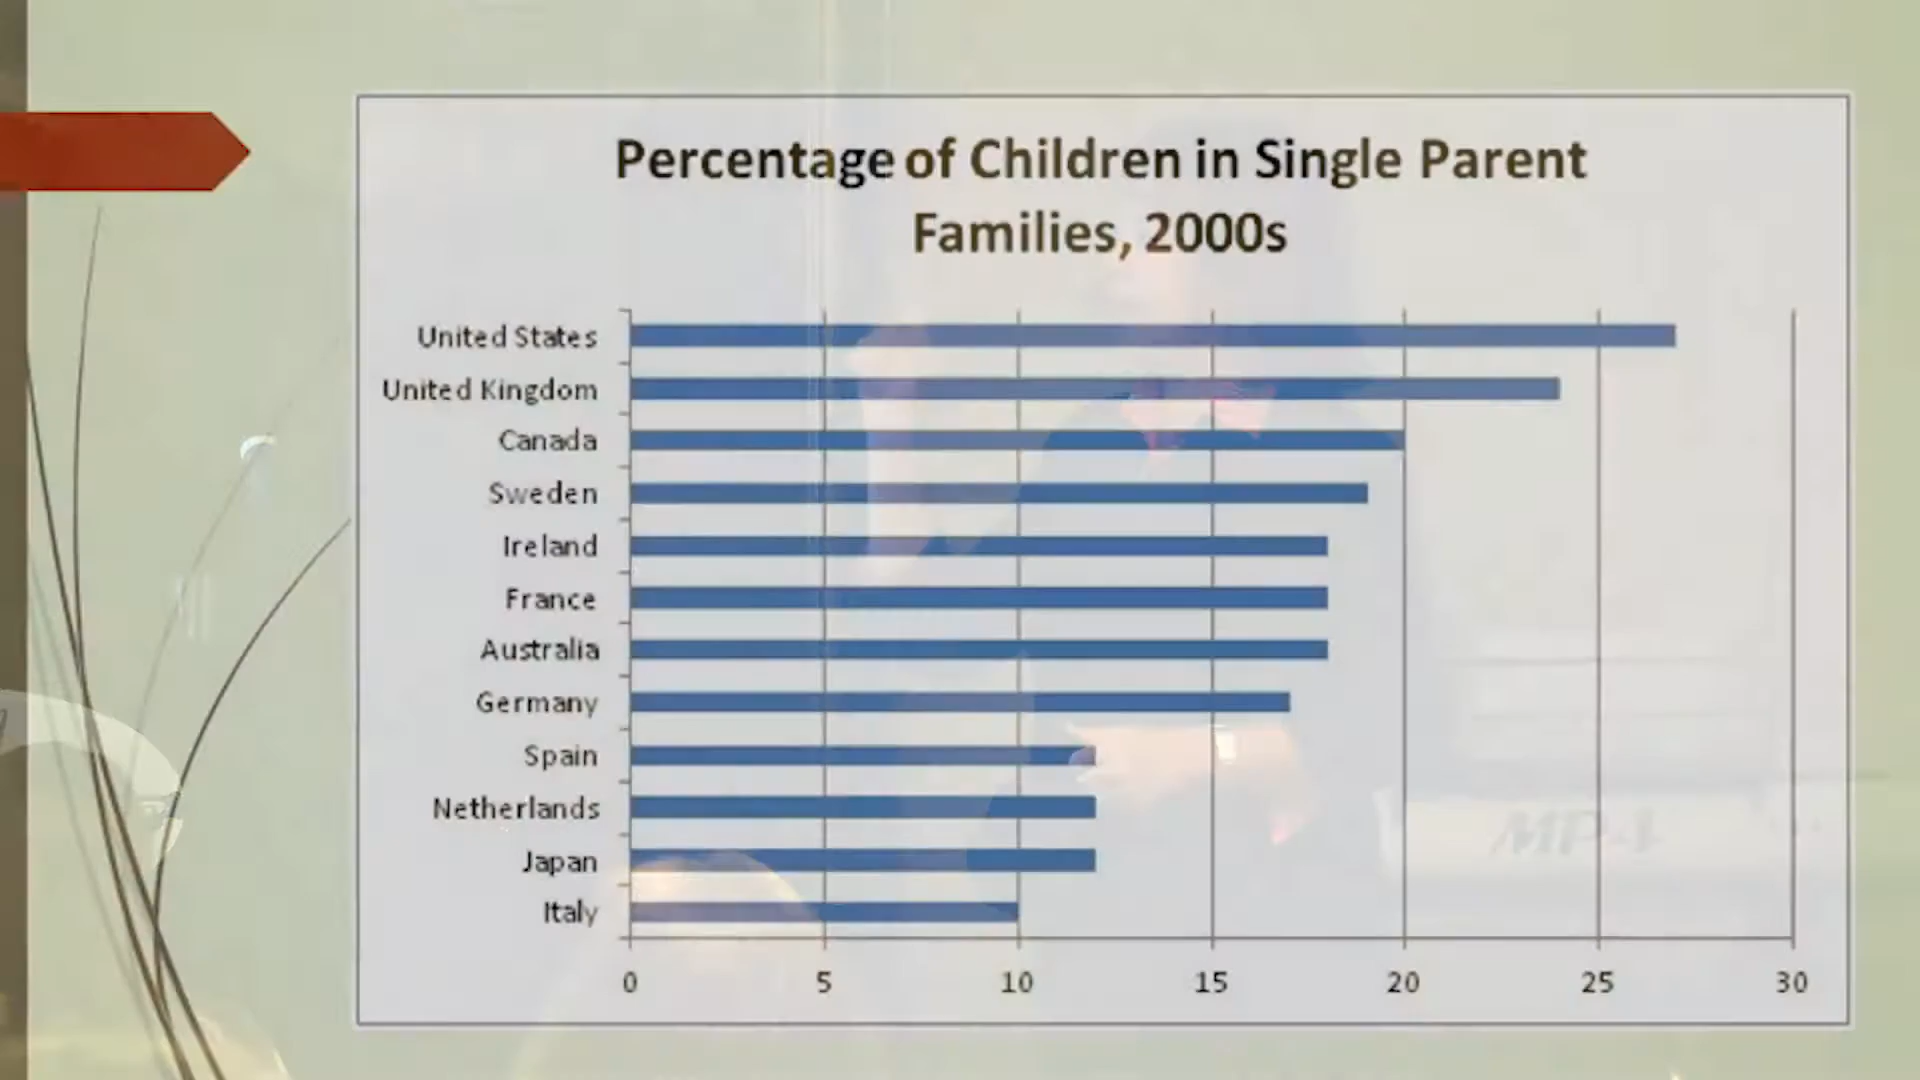 Percentage of Children in Single Parent
Families, 2000s
United States
United Kingdom
Canada
Sweden
Ireland
France
Australia
Germany
Spain
Netherlands
Japan
Italy
0 5 10 15 20 25 30
MP4